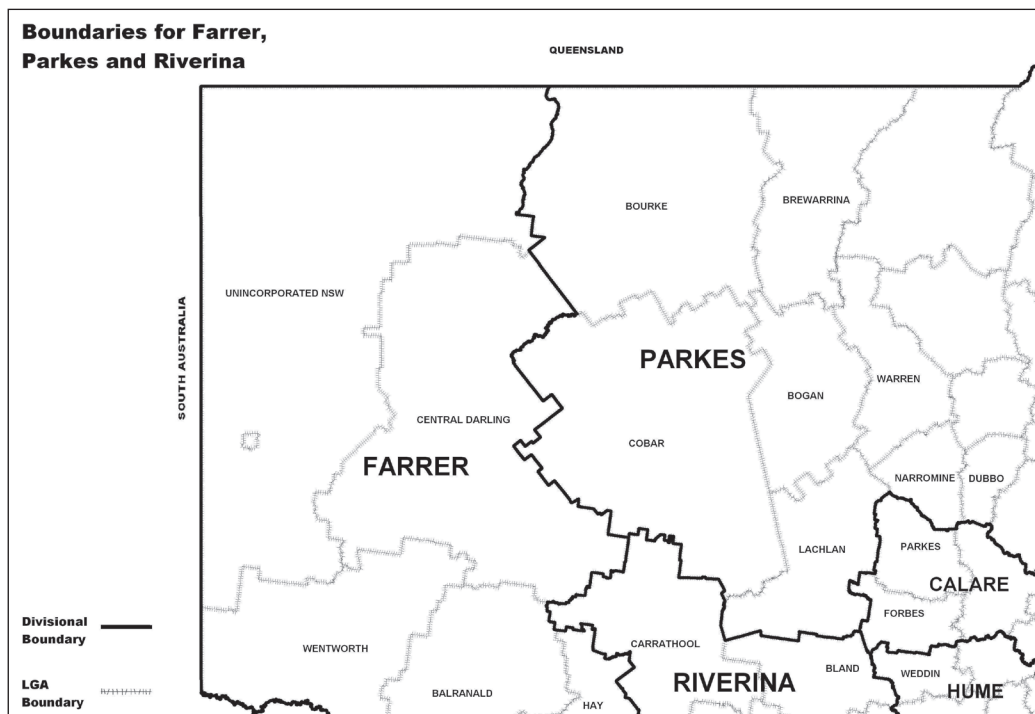 Boundaries for Farrer,
Parkes and Riverina
QUEENSLAND
BOURKE
BREWARRINA
UNINCORPORATED NSW
SOUTH AUSTRALIA
PARKES
WARREN
BOGAN
CENTRAL DARLING
COBAR
FARRER
NARROMINE
DUBBO
PARKES
LACHLAN
CALARE
FORBES
Divisional
Boundary
WENTWORTH
CARRATHOOL
BLAND
WEDDIN
RIVERINA
HUME
LGA
Boundary
BALRANALD
HAY